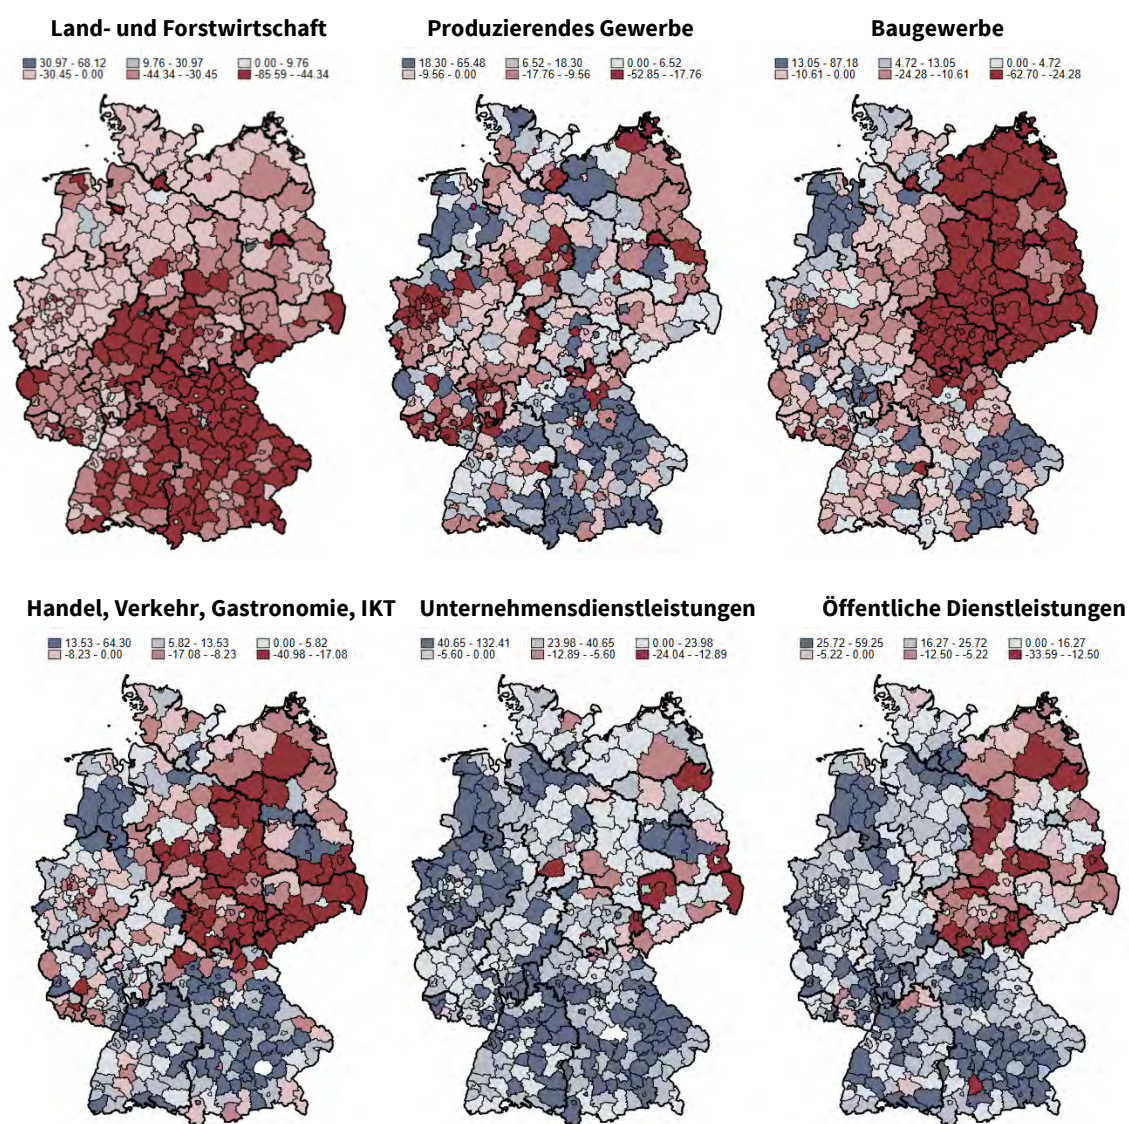 Land- und Forstwirtschaft
30.97 - 68.12 9.76 - 30.97 0.00 - 9.76
-30.45 - 0.00 -44.34 - -30.45 -85.59 - -44.34
Produzierendes Gewerbe
18.30 - 65.48 6.52 - 18.30 0.00 - 6.52
-9.56 - 0.00 -17.76 - -9.56 -52.85 - -17.76
Baugewerbe
13.05 - 87.18 4.72 - 13.05 0.00 - 4.72
-10.61 - 0.00 -24.28 - -10.61 -62.70 - -24.28
Handel, Verkehr, Gastronomie, IKT
13.53 - 64.30 5.82 - 13.53 0.00 - 5.82
-8.23 - 0.00 -17.08 - -8.23 -40.98 - -17.08
Unternehmensdienstleistungen
40.65 - 132.41 23.98 - 40.65 0.00 - 23.98
-5.60 - 0.00 -12.89 - -5.60 -24.04 - -12.89
Öffentliche Dienstleistungen
25.72 - 59.25 16.27 - 25.72 0.00 - 16.27
-5.22 - 0.00 -12.50 - -5.22 -33.59 - -12.50